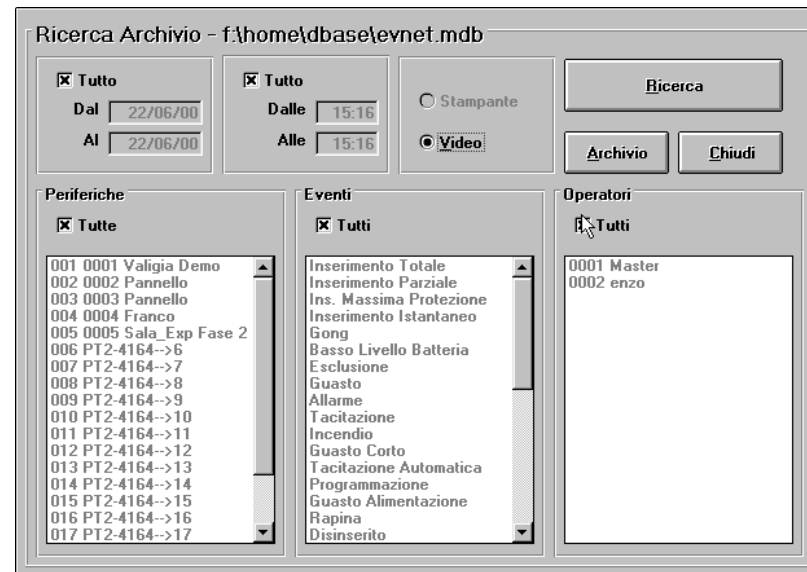 Ricerca Archivio - f:\home\dbase\evnet.mdb
Tutto
Dal 22/06/00
Al 22/06/00
Tutto
Dalle 15:16
Alle 15:16
Stampante
Video
Ricerca
Archivio
Chiudi
Periferiche
Tutte
001 0001 Valigia Demo
002 0002 Pannello
003 0003 Pannello
004 0004 Franco
005 0005 Sala_Exp Fase 2
006 PT2-4164-->6
007 PT2-4164-->7
008 PT2-4164-->8
009 PT2-4164-->9
010 PT2-4164-->10
011 PT2-4164-->11
012 PT2-4164-->12
013 PT2-4164-->13
014 PT2-4164-->14
015 PT2-4164-->15
016 PT2-4164-->16
017 PT2-4164-->17
Eventi
Tutti
Inserimento Totale
Inserimento Parziale
Ins. Massima Protezione
Inserimento Istantaneo
Gong
Basso Livello Batteria
Esclusione
Guasto
Allarme
Tacitazione
Incendio
Guasto Corto
Tacitazione Automatica
Programmazione
Guasto Alimentazione
Rapina
Disinserito
Operatori
Tutti
0001 Master
0002 enzo